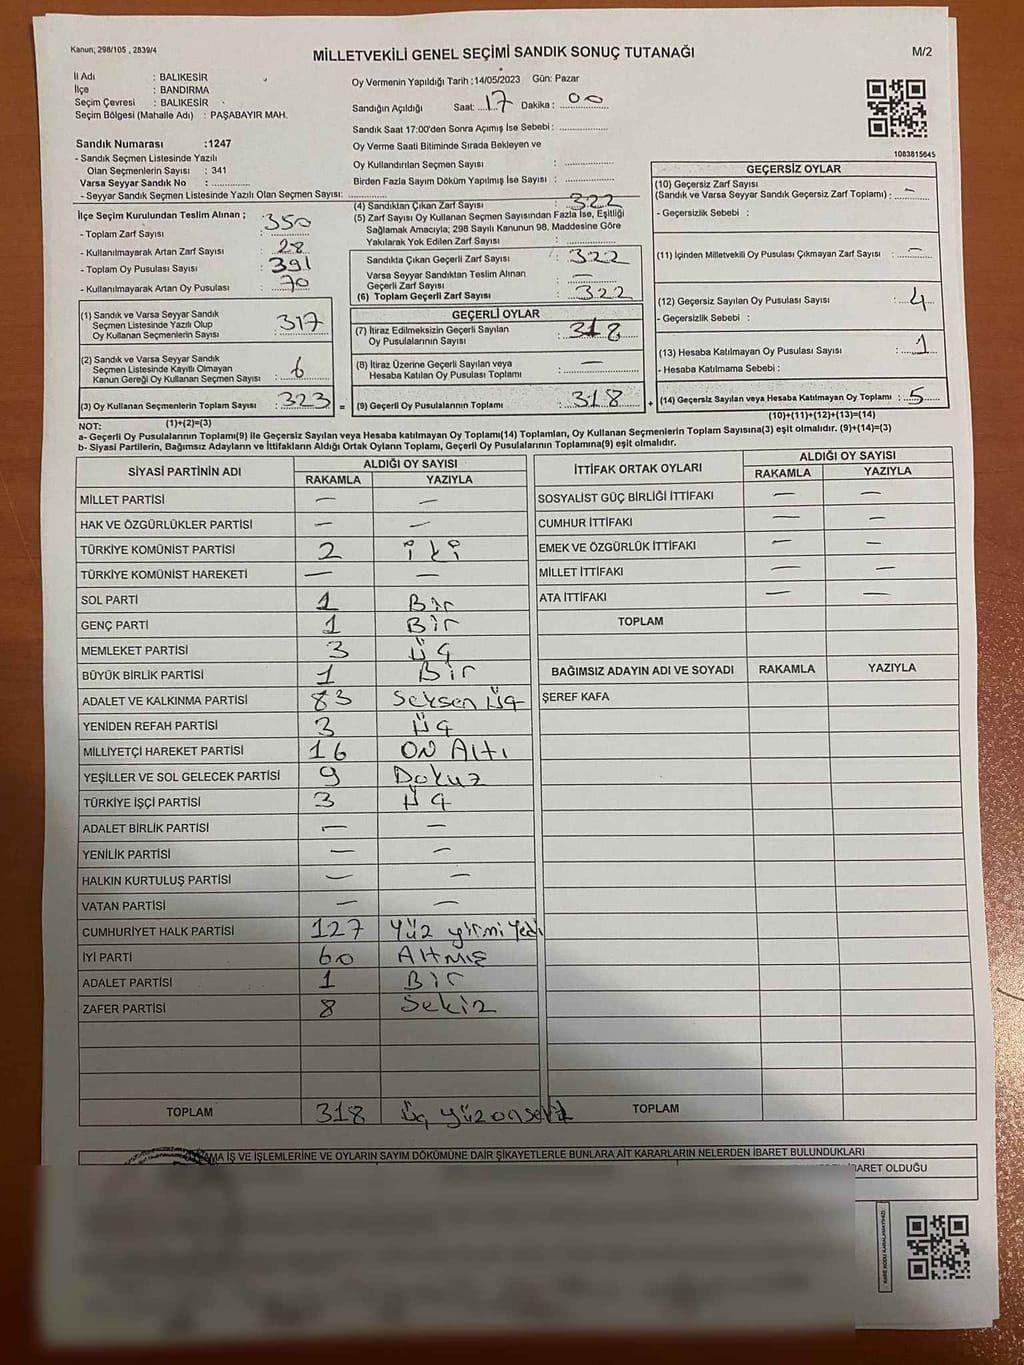 Kanun; 298/105 , 2839/4
MİLLETVEKİLİ GENEL SEÇİMİ SANDIK SONUÇ TUTANAĞI
M/2
İl Adı : BALIKESİR
İlçe : BANDIRMA
Seçim Çevresi : BALIKESİR
Seçim Bölgesi (Mahalle Adı) : PAŞABAYIR MAH.
Sandık Numarası :1247
- Sandık Seçmen Listesinde Yazılı
Olan Seçmenlerin Sayısı : 341
Varsa Seyyar Sandık No : ..............
- Seyyar Sandık Seçmen Listesinde Yazılı Olan Seçmen Sayısı: ..............
İlçe Seçim Kurulundan Teslim Alınan ;
- Toplam Zarf Sayısı : 350
- Kullanılmayarak Artan Zarf Sayısı : 28
- Toplam Oy Pusulası Sayısı : 391
- Kullanılmayarak Artan Oy Pusulası : 70
Oy Vermenin Yapıldığı Tarih :14/05/2023 Gün: Pazar
Sandığın Açıldığı Saat: 17 Dakika : 00
Sandık Saat 17:00'den Sonra Açımış İse Sebebi : ..............
Oy Verme Saati Bitiminde Sırada Bekleyen ve
Oy Kullandırılan Seçmen Sayısı : ..............
Birden Fazla Sayım Döküm Yapılmış İse Sayısı : ..............
(4) Sandıktan Çıkan Zarf Sayısı : 322
(5) Zarf Sayısı Oy Kullanan Seçmen Sayısından Fazla İse, Eşitliği
Sağlamak Amacıyla; 298 Sayılı Kanunun 98. Maddesine Göre
Yakılarak Yok Edilen Zarf Sayısı : ..............
Sandıkta Çıkan Geçerli Zarf Sayısı : 322
Varsa Seyyar Sandıktan Teslim Alınan
Geçerli Zarf Sayısı : —
(6) Toplam Geçerli Zarf Sayısı : 322
1083815645
GEÇERSİZ OYLAR
(10) Geçersiz Zarf Sayısı
(Sandık ve Varsa Seyyar Sandık Geçersiz Zarf Toplamı) : —
- Geçersizlik Sebebi :
(11) İçinden Milletvekili Oy Pusulası Çıkmayan Zarf Sayısı : —
(12) Geçersiz Sayılan Oy Pusulası Sayısı : 4
- Geçersizlik Sebebi :
(13) Hesaba Katılmayan Oy Pusulası Sayısı : 1
- Hesaba Katılmama Sebebi :
(14) Geçersiz Sayılan veya Hesaba Katılmayan Oy Toplamı : 5
(10)+(11)+(12)+(13)=(14)
(1) Sandık ve Varsa Seyyar Sandık
Seçmen Listesinde Yazılı Olup
Oy Kullanan Seçmenlerin Sayısı : 317
(2) Sandık ve Varsa Seyyar Sandık
Seçmen Listesinde Kayıtlı Olmayan
Kanun Gereği Oy Kullanan Seçmen Sayısı : 6
(3) Oy Kullanan Seçmenlerin Toplam Sayısı : 323 =
(1)+(2)=(3)
GEÇERLİ OYLAR
(7) İtiraz Edilmeksizin Geçerli Sayılan
Oy Pusulalarının Sayısı : 318
(8) İtiraz Üzerine Geçerli Sayılan veya
Hesaba Katılan Oy Pusulası Toplamı : —
(9) Geçerli Oy Pusulalarının Toplamı : 318 +
NOT:
a- Geçerli Oy Pusulalarının Toplamı(9) ile Geçersiz Sayılan veya Hesaba katılmayan Oy Toplamı(14) Toplamları, Oy Kullanan Seçmenlerin Toplam Sayısına(3) eşit olmalıdır. (9)+(14)=(3)
b- Siyasi Partilerin, Bağımsız Adayların ve İttifakların Aldığı Ortak Oyların Toplamı, Geçerli Oy Pusulalarının Toplamına(9) eşit olmalıdır.
SİYASİ PARTİNİN ADI ALDIĞI OY SAYISI
RAKAMLA YAZIYLA
MİLLET PARTİSİ — —
HAK VE ÖZGÜRLÜKLER PARTİSİ — —
TÜRKİYE KOMÜNİST PARTİSİ 2 iki
TÜRKİYE KOMÜNİST HAREKETİ — —
SOL PARTİ 1 Bir
GENÇ PARTİ 1 Bir
MEMLEKET PARTİSİ 3 Üç
BÜYÜK BİRLİK PARTİSİ 1 Bir
ADALET VE KALKINMA PARTİSİ 83 Seksen Üç
YENİDEN REFAH PARTİSİ 3 Üç
MİLLİYETÇİ HAREKET PARTİSİ 16 ON Altı
YEŞİLLER VE SOL GELECEK PARTİSİ 9 Dokuz
TÜRKİYE İŞÇİ PARTİSİ 3 Üç
ADALET BİRLİK PARTİSİ — —
YENİLİK PARTİSİ — —
HALKIN KURTULUŞ PARTİSİ — —
VATAN PARTİSİ — —
CUMHURİYET HALK PARTİSİ 127 Yüz yirmi Yedi
İYİ PARTİ 60 Altmış
ADALET PARTİSİ 1 Bir
ZAFER PARTİSİ 8 Sekiz
TOPLAM 318 Üç yüz on sekiz
İTTİFAK ORTAK OYLARI ALDIĞI OY SAYISI
RAKAMLA YAZIYLA
SOSYALİST GÜÇ BİRLİĞİ İTTİFAKI — —
CUMHUR İTTİFAKI — —
EMEK VE ÖZGÜRLÜK İTTİFAKI — —
MİLLET İTTİFAKI — —
ATA İTTİFAKI — —
TOPLAM
BAĞIMSIZ ADAYIN ADI VE SOYADI RAKAMLA YAZIYLA
ŞEREF KAFA
TOPLAM
İŞ VE İŞLEMLERİNE VE OYLARIN SAYIM DÖKÜMÜNE DAİR ŞİKAYETLERLE BUNLARA AİT KARARLARIN NELERDEN İBARET BULUNDUKLARI
OLDUĞU